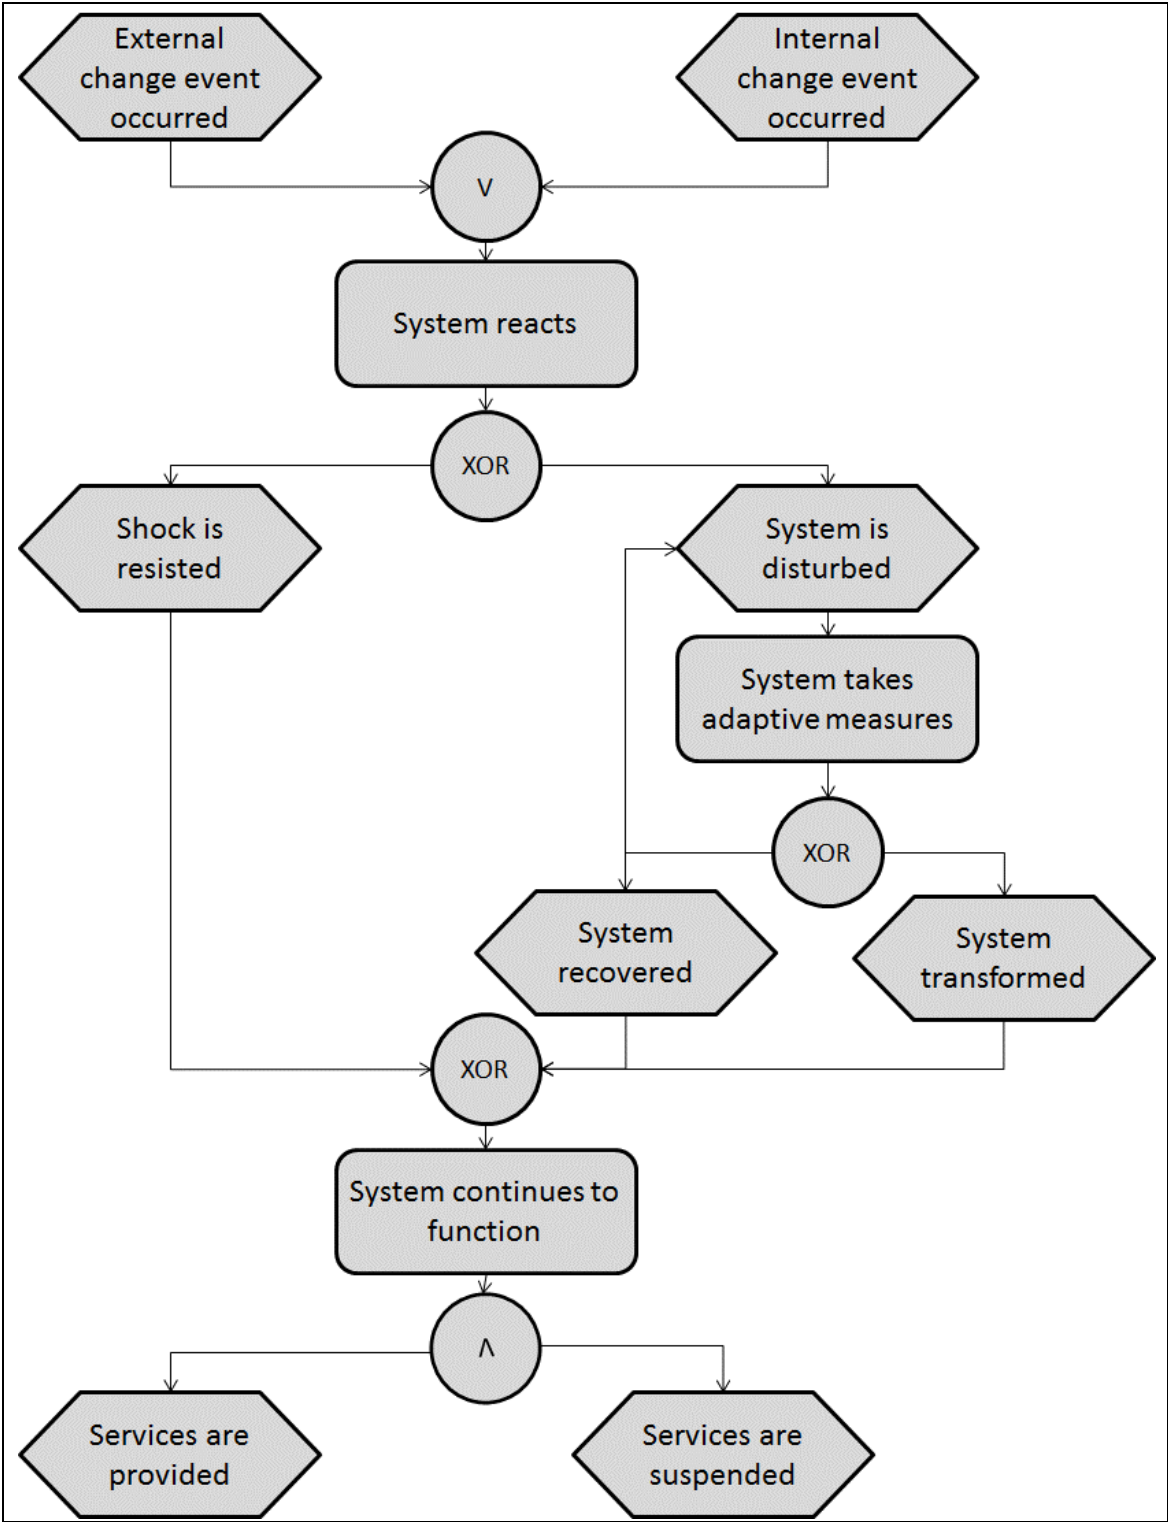 External
change event
occurred
Internal
change event
occurred
V
System reacts
XOR
Shock is
resisted
System is
disturbed
System takes
adaptive measures
XOR
System
recovered
System
transformed
XOR
System continues to
function
Λ
Services are
provided
Services are
suspended